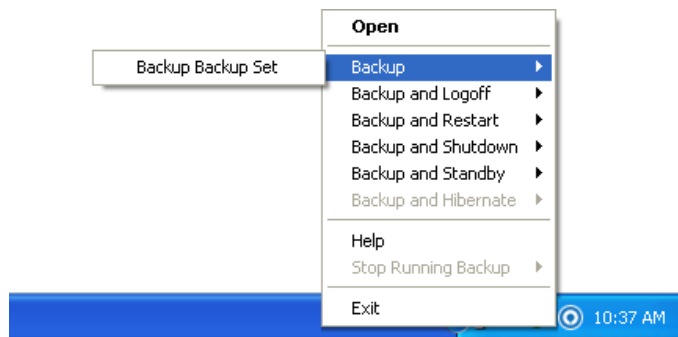 Open
Backup Backup Set
Backup
Backup and Logoff
Backup and Restart
Backup and Shutdown
Backup and Standby
Backup and Hibernate
Help
Stop Running Backup
Exit
10:37 AM